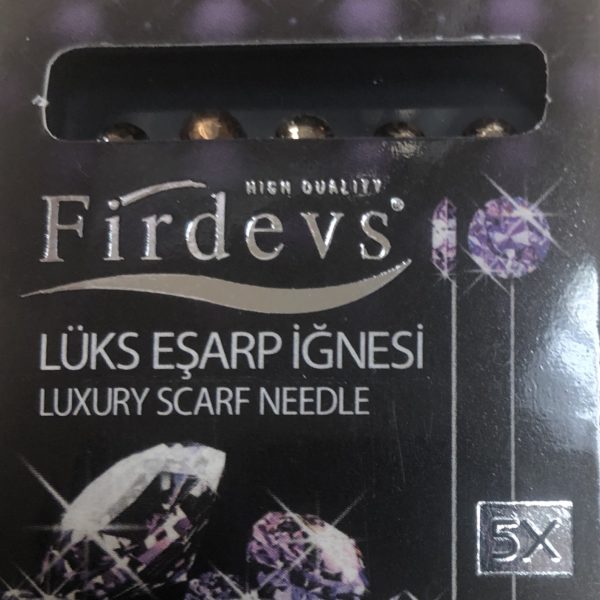 HIGH QUALITY
Firdevs®
LÜKS EŞARP İĞNESİ
LUXURY SCARF NEEDLE
5X